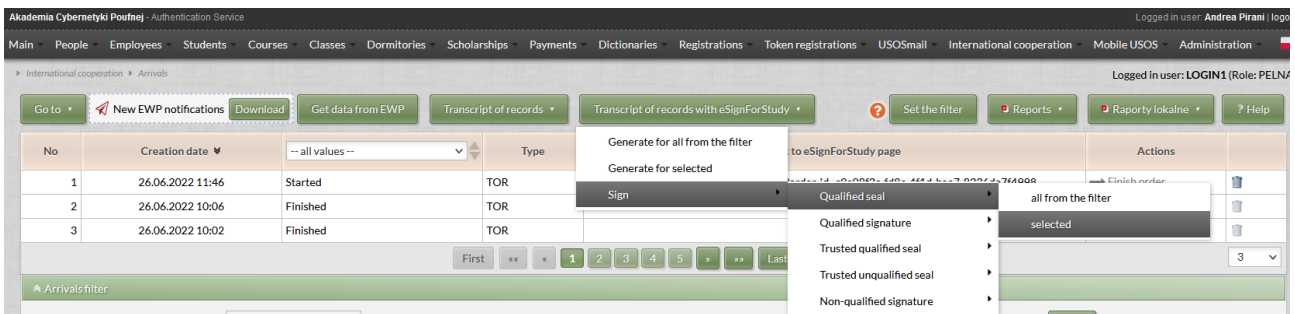 Akademia Cybernetyki Poufnej - Authentication Service Logged in user: Andrea Pirani | logo
Main People Employees Students Courses Classes Dormitories Scholarships Payments Dictionaries Registrations Token registrations USOSmail International cooperation Mobile USOS Administration
International cooperation Arrivals Logged in user: LOGIN1 (Role: PELNA
Go to New EWP notifications Download Get data from EWP Transcript of records Transcript of records with eSignForStudy Set the filter Reports Raporty lokalne ? Help
No Creation date -- all values -- Type to eSignForStudy page Actions
Generate for all from the filter
Generate for selected
Sign
1 26.06.2022 11:46 Started TOR Finish order
2 26.06.2022 10:06 Finished TOR
3 26.06.2022 10:02 Finished TOR
Qualified seal
all from the filter
selected
Qualified signature
Trusted qualified seal
Trusted unqualified seal
Non-qualified signature
First «« « 1 2 3 4 5 » »» Last 3
Arrivals filter